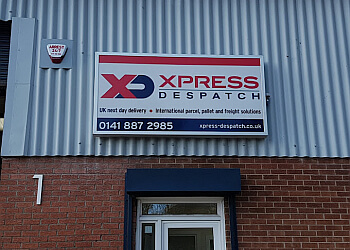 XD XPRESS
DESPATCH
UK next day delivery • International parcel, pallet and freight solutions
0141 887 2985
xpress-despatch.co.uk
1